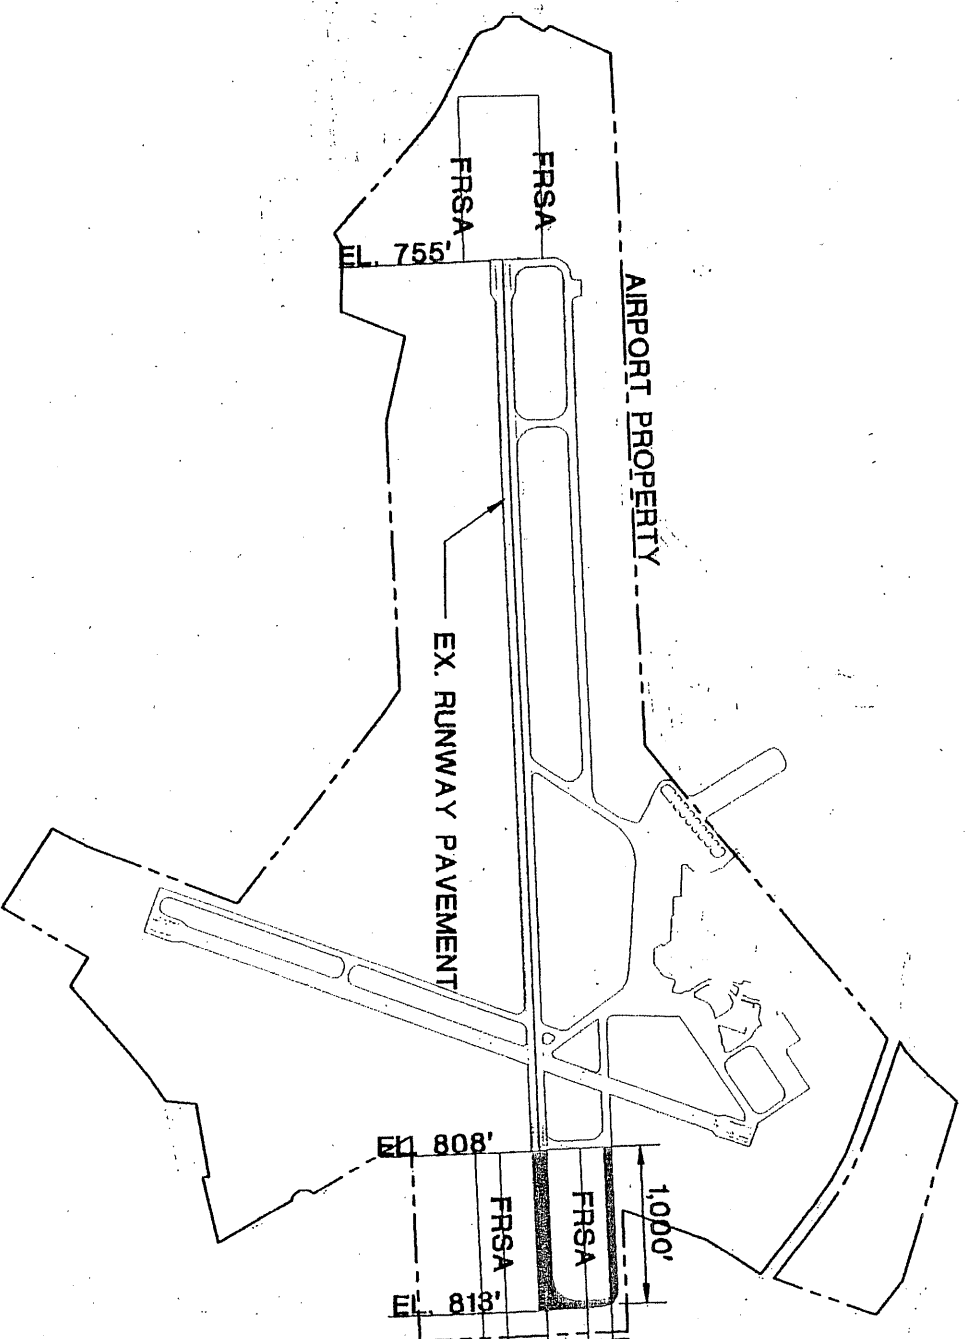 FRSA
FRSA
EL. 755'
AIRPORT PROPERTY
EX. RUNWAY PAVEMENT
EL. 808'
1,000'
FRSA
FRSA
EL. 813'